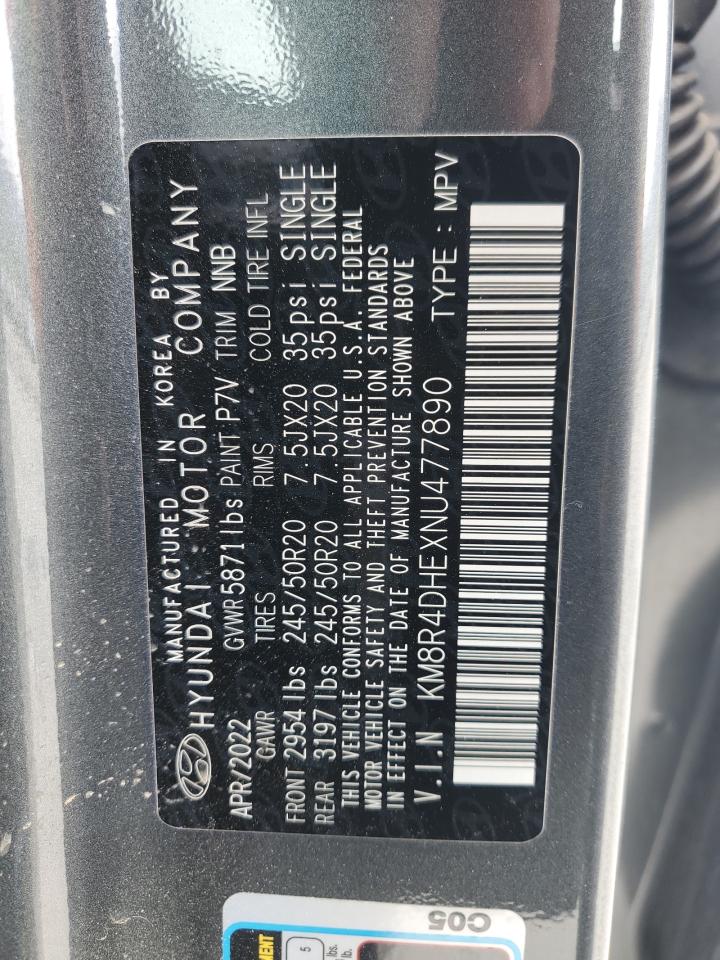 MANUFACTURED IN KOREA BY
HYUNDAI MOTOR COMPANY
APR/2022 GVWR 5871 lbs PAINT P7V TRIM NNB
GAWR TIRES RIMS COLD TIRE INFL
FRONT 2954 lbs 245/50R20 7.5JX20 35psi SINGLE
REAR 3197 lbs 245/50R20 7.5JX20 35psi SINGLE
THIS VEHICLE CONFORMS TO ALL APPLICABLE U.S.A. FEDERAL
MOTOR VEHICLE SAFETY AND THEFT PREVENTION STANDARDS
IN EFFECT ON THE DATE OF MANUFACTURE SHOWN ABOVE
V.I.N KM8R4DHEXNU477890 TYPE : MPV
C05
5
lbs.
lb.